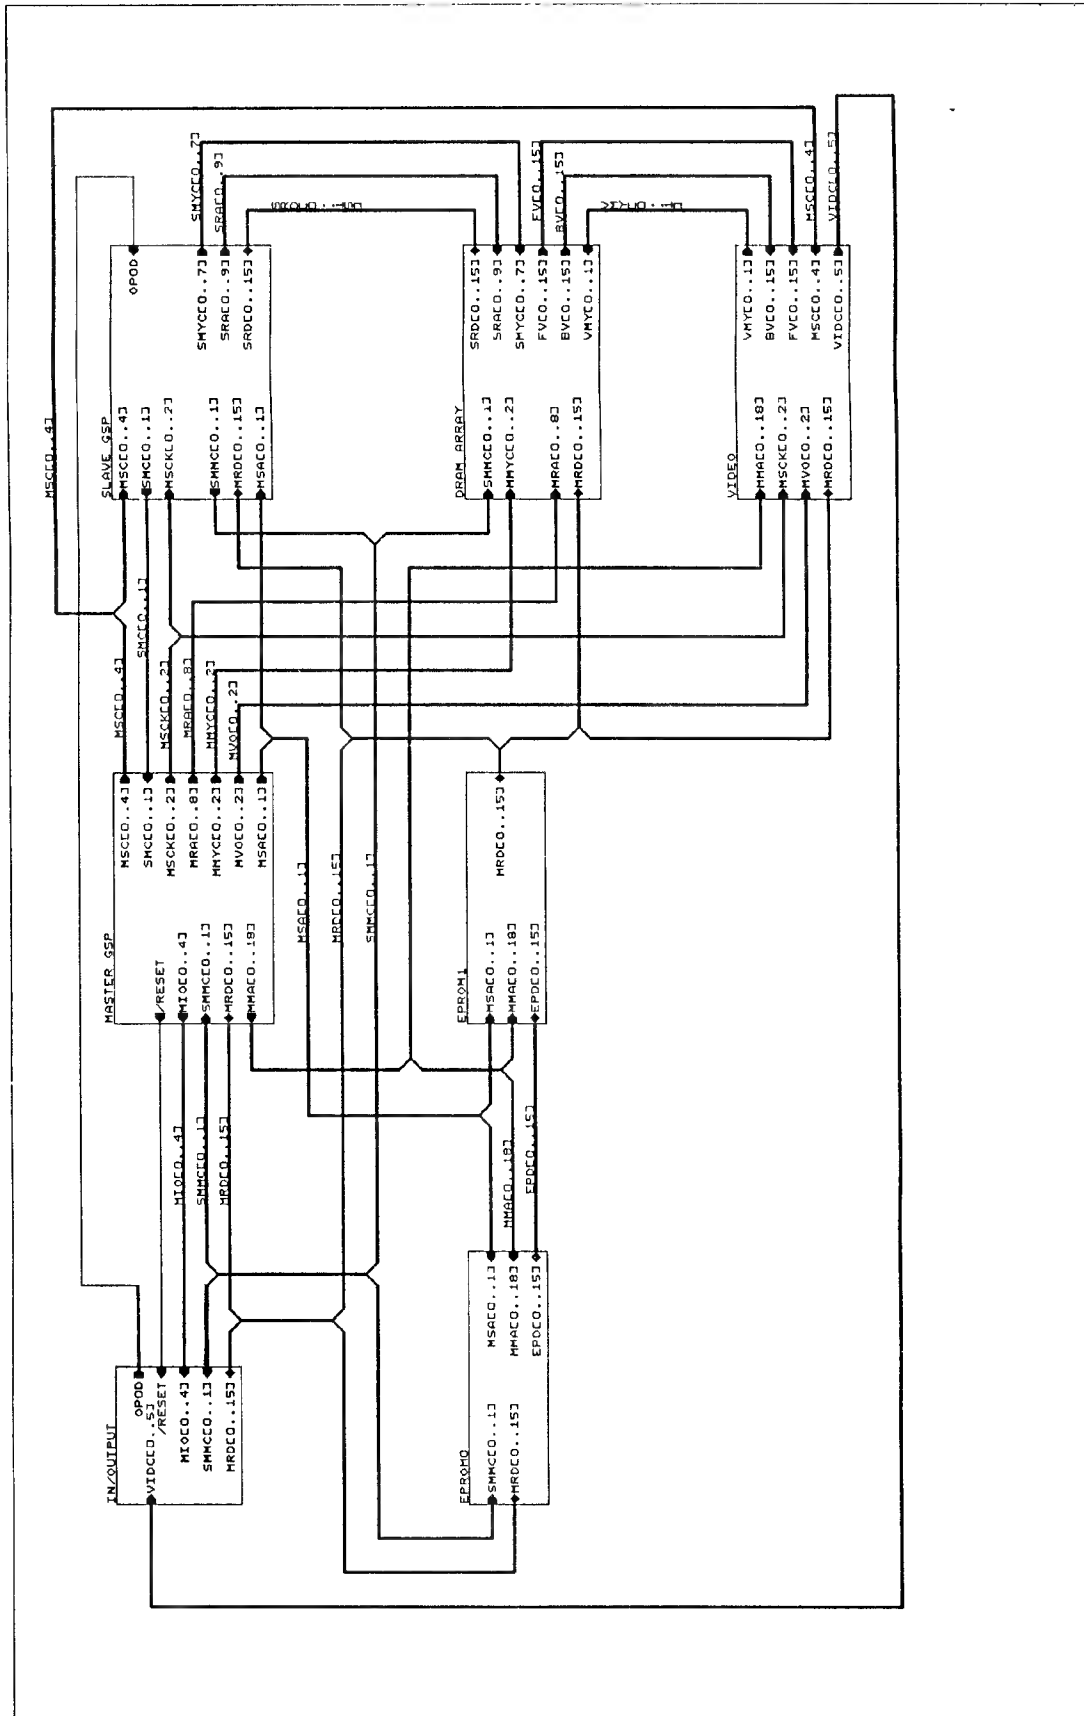 IN/OUTPUT
OPOD
VIDC[0..5]
/RESET
MIO[0..4]
SMMC[0..1]
MRD[0..15]
MIO[0..4]
SMMC[0..1]
MRD[0..15]
MASTER GSP
/RESET
MIO[0..4]
SMMC[0..1]
MRD[0..15]
MMA[0..18]
MSC[0..4]
SMC[0..1]
MSCK[0..2]
MRA[0..8]
MMYC[0..2]
MVO[0..2]
MSA[0..1]
MSC[0..4]
SMC[0..1]
MSCK[0..2]
MRA[0..8]
MMYC[0..2]
MVO[0..2]
MSC[0..4]
SLAVE GSP
MSC[0..4]
SMC[0..1]
MSCK[0..2]
SMMC[0..1]
MRD[0..15]
MSA[0..1]
OPOD
SMYC[0..7]
SRA[0..9]
SRD[0..15]
SMYC[0..7]
SRA[0..9]
SRD[0..15]
MSA[0..1]
MRD[0..15]
SMMC[0..1]
EPROM0
SMMC[0..1]
MRD[0..15]
MSA[0..1]
MMA[0..18]
EPD[0..15]
MMA[0..18]
EPD[0..15]
EPROM1
MSA[0..1]
MMA[0..18]
EPD[0..15]
MRD[0..15]
DRAM ARRAY
SMMC[0..1]
MMYC[0..2]
MRA[0..8]
MRD[0..15]
SRD[0..15]
SRA[0..9]
SMYC[0..7]
FV[0..15]
BV[0..15]
VMY[0..1]
FV[0..15]
BV[0..15]
VMY[0..1]
VIDEO
MMA[0..18]
MSCK[0..2]
MVO[0..2]
MRD[0..15]
VMY[0..1]
BV[0..15]
FV[0..15]
MSC[0..4]
VIDC[0..5]
MSC[0..4]
VIDC[0..5]